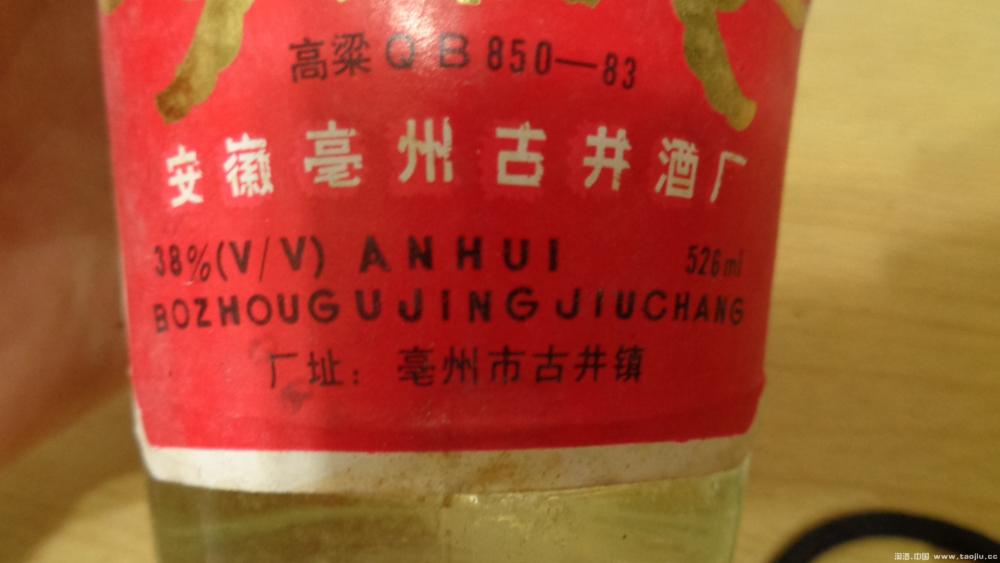 高粱QB850—83
安徽亳州古井酒厂
38%(V/V) ANHUI 526ml
BOZHOUGUJINGJIUCHANG
厂址：亳州市古井镇
淘酒.中国 www.taojiu.cc